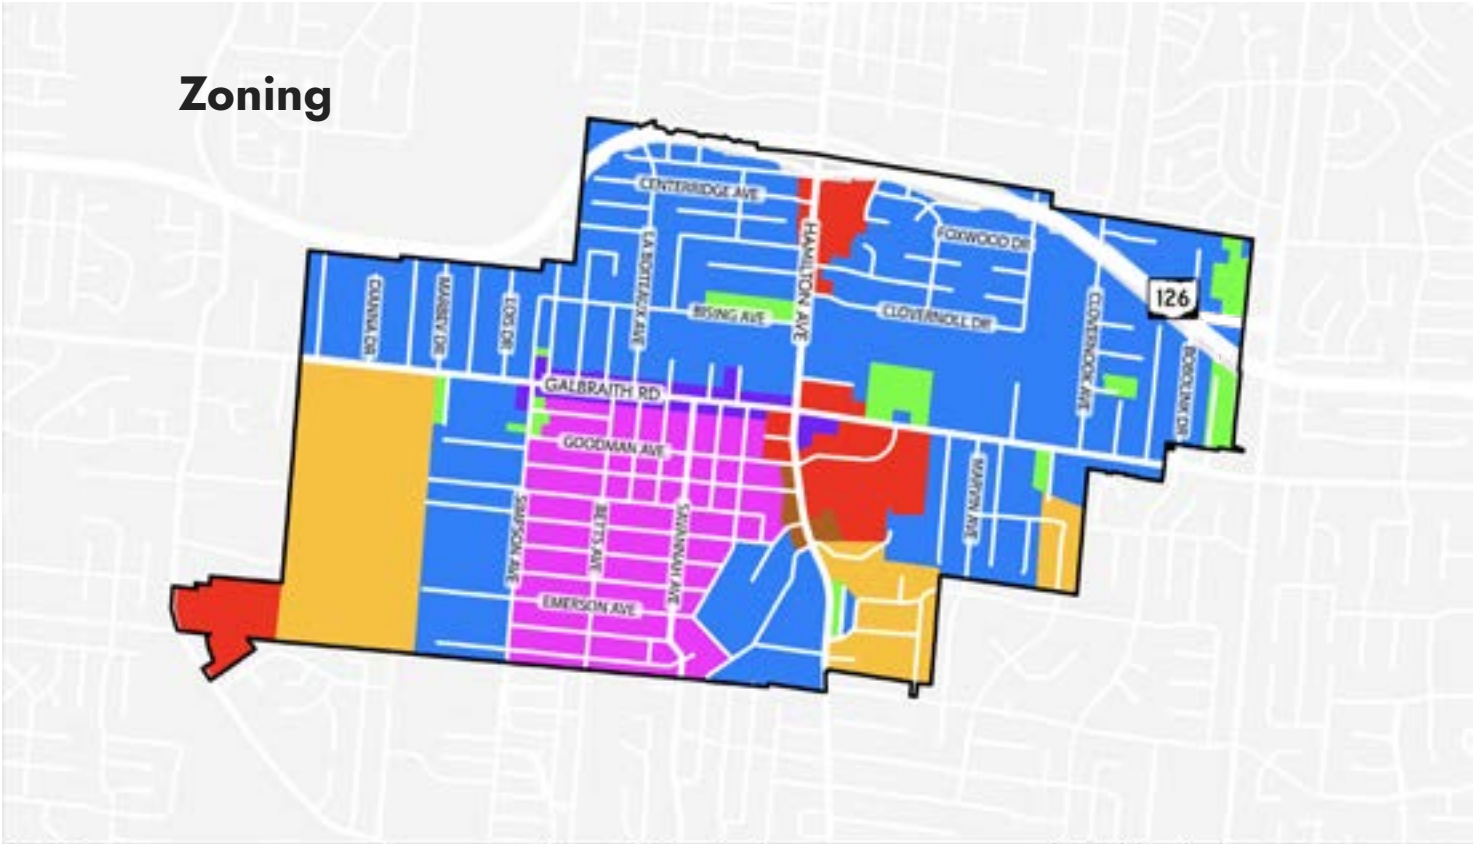 Zoning
CENTERRIDGE AVE
HAMILTON AVE
LA BOITEAUX AVE
FOXWOOD DR
126
DIANNA DR
MARBEV DR
LOIS DR
BISING AVE
CLOVERNOLL DR
CLOVERNOOK AVE
BOBOLINK DR
GALBRAITH RD
GOODMAN AVE
MARVIN AVE
SIMPSON AVE
BETTS AVE
SAVANNAH AVE
EMERSON AVE